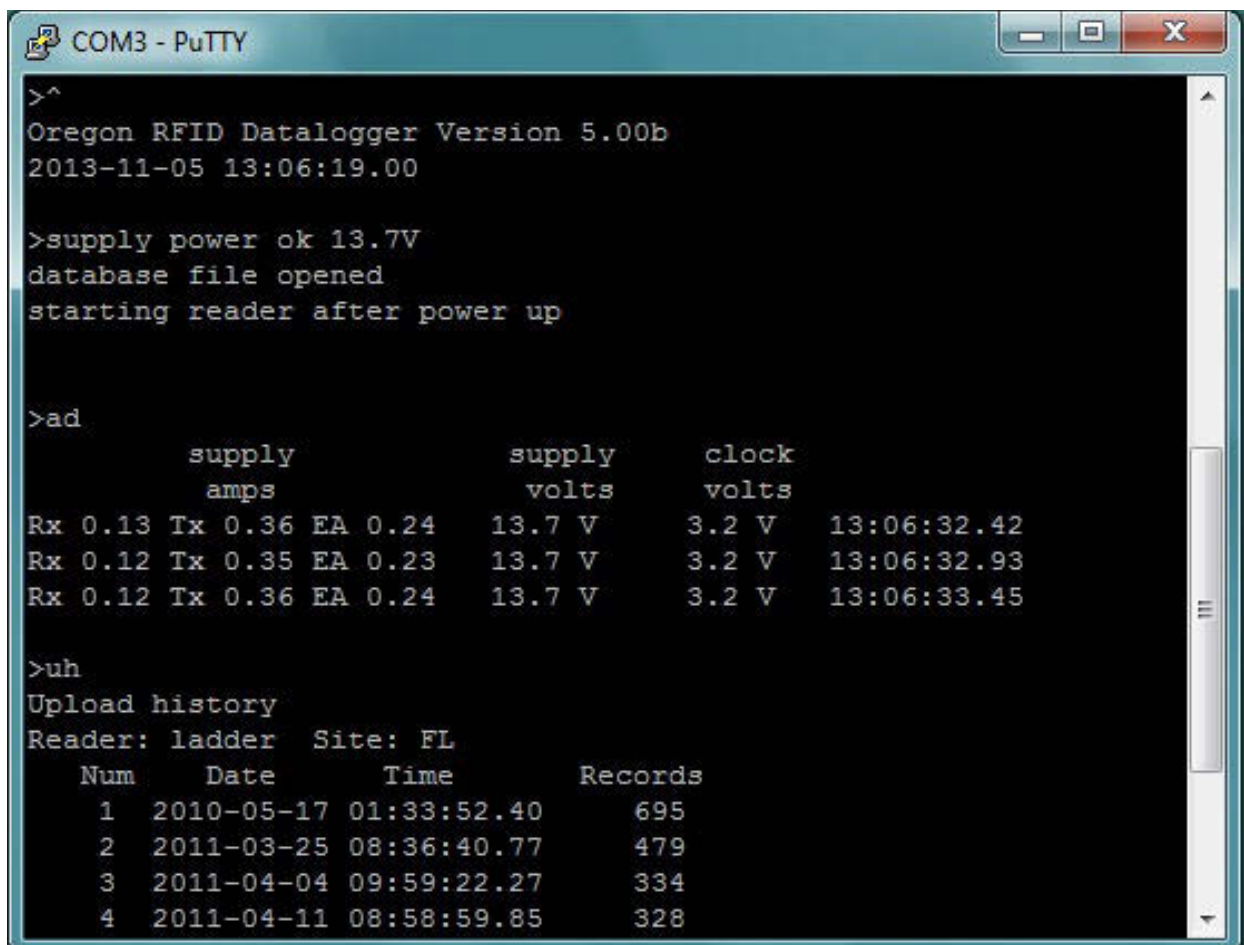 COM3 - PuTTY
>^
Oregon RFID Datalogger Version 5.00b
2013-11-05 13:06:19.00
>supply power ok 13.7V
database file opened
starting reader after power up
>ad
supply supply clock
amps volts volts
Rx 0.13 Tx 0.36 EA 0.24 13.7 V 3.2 V 13:06:32.42
Rx 0.12 Tx 0.35 EA 0.23 13.7 V 3.2 V 13:06:32.93
Rx 0.12 Tx 0.36 EA 0.24 13.7 V 3.2 V 13:06:33.45
>uh
Upload history
Reader: ladder Site: FL
Num Date Time Records
1 2010-05-17 01:33:52.40 695
2 2011-03-25 08:36:40.77 479
3 2011-04-04 09:59:22.27 334
4 2011-04-11 08:58:59.85 328